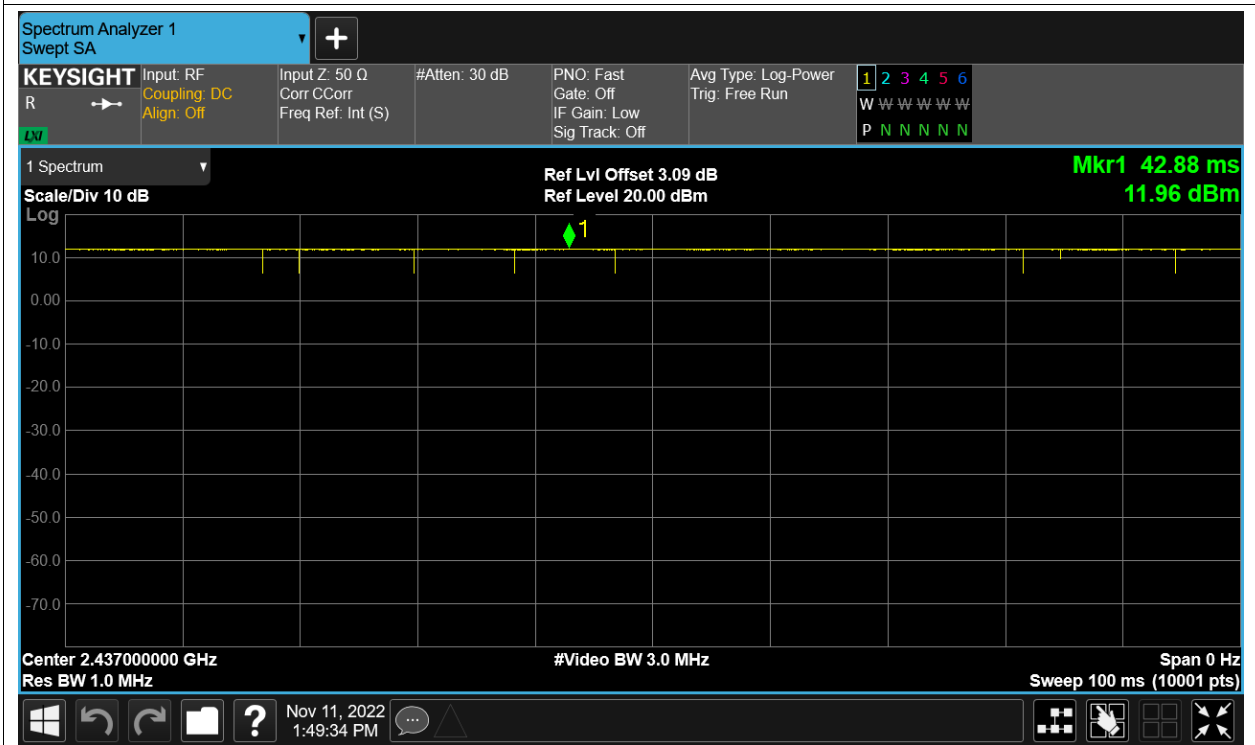 Spectrum Analyzer 1
Swept SA
KEYSIGHT
R
LXI
Input: RF
Coupling: DC
Align: Off
Input Z: 50 Ω
Corr CCorr
Freq Ref: Int (S)
#Atten: 30 dB
PNO: Fast
Gate: Off
IF Gain: Low
Sig Track: Off
Avg Type: Log-Power
Trig: Free Run
1 2 3 4 5 6
W W W W W W
P N N N N N
1 Spectrum
Scale/Div 10 dB
Log
Ref Lvl Offset 3.09 dB
Ref Level 20.00 dBm
Mkr1 42.88 ms
11.96 dBm
1
10.0
0.00
-10.0
-20.0
-30.0
-40.0
-50.0
-60.0
-70.0
Center 2.437000000 GHz
Res BW 1.0 MHz
#Video BW 3.0 MHz
Span 0 Hz
Sweep 100 ms (10001 pts)
?
Nov 11, 2022
1:49:34 PM